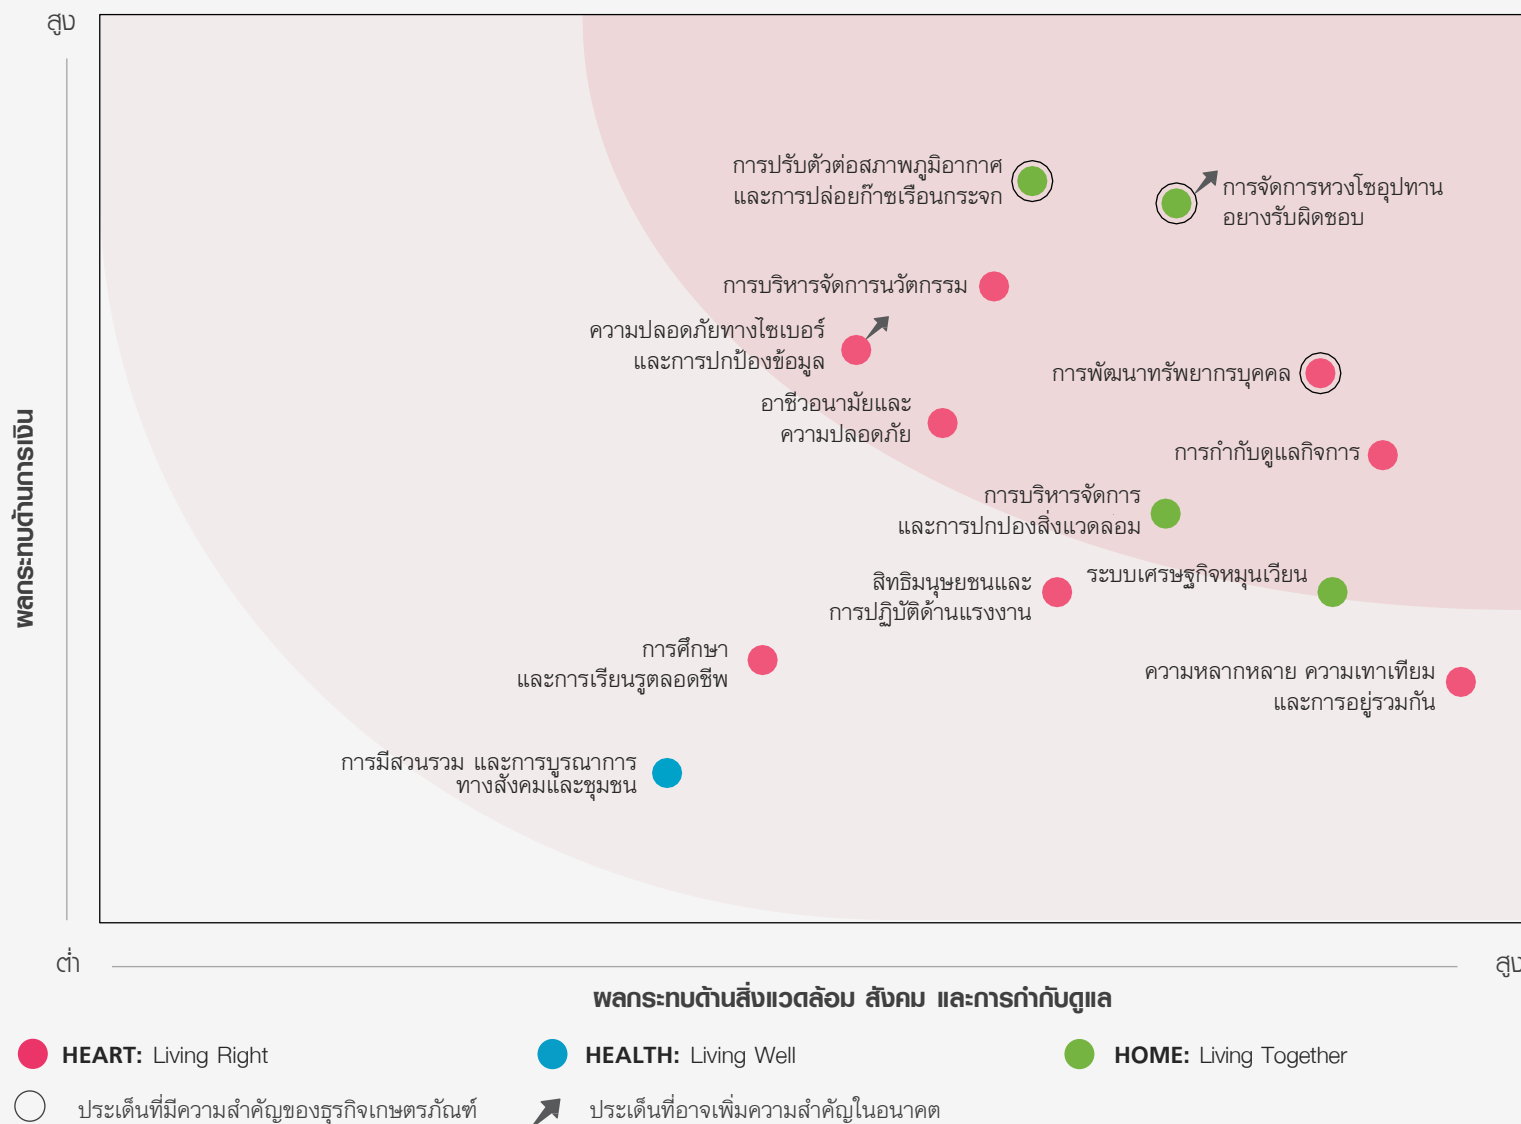 สูง
การปรับตัวต่อสภาพภูมิอากาศ
และการปล่อยก๊าซเรือนกระจก
การจัดการหวงโซอุปทาน
อยางรับผิดชอบ
การบริหารจัดการนวัตกรรม
ความปลอดภัยทางไซเบอร์
และการปกป้องข้อมูล
การพัฒนาทรัพยากรบุคคล
อาชีวอนามัยและ
ความปลอดภัย
การกำกับดูแลกิจการ
การบริหารจัดการ
และการปกปองสิ่งแวดลอม
ระบบเศรษฐกิจหมุนเวียน
สิทธิมนุษยชนและ
การปฏิบัติด้านแรงงาน
การศึกษา
และการเรียนรูตลอดชีพ
ความหลากหลาย ความเทาเทียม
และการอยู่รวมกัน
การมีสวนรวม และการบูรณาการ
ทางสังคมและชุมชน
ผลกระทบด้านการเงิน
ต่ำ
สูง
ผลกระทบด้านสิ่งแวดล้อม สังคม และการกำกับดูแล
HEART: Living Right
HEALTH: Living Well
HOME: Living Together
ประเด็นที่มีความสำคัญของธุรกิจเกษตรภัณฑ์
ประเด็นที่อาจเพิ่มความสำคัญในอนาคต